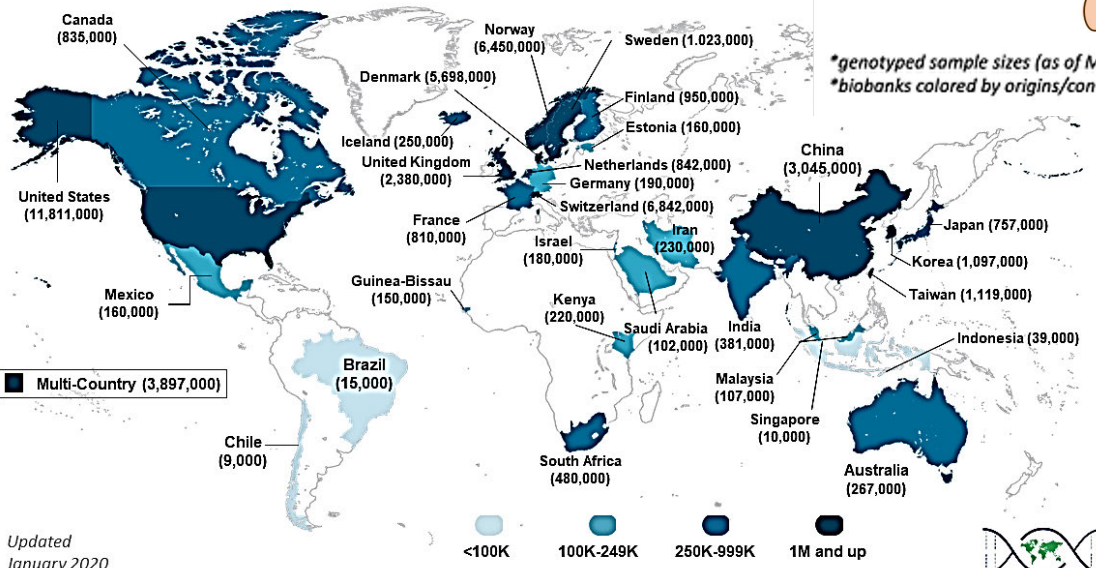 Canada
(835,000)
Norway
(6,450,000)
Sweden (1.023,000)
Denmark (5,698,000)
*genotyped sample sizes (as of M
*biobanks colored by origins/con
Finland (950,000)
Iceland (250,000)
Estonia (160,000)
United Kingdom
(2,380,000)
Netherlands (842,000)
Germany (190,000)
Switzerland (6,842,000)
China
(3,045,000)
United States
(11,811,000)
France
(810,000)
Israel
(180,000)
Iran
(230,000)
Japan (757,000)
Korea (1,097,000)
Taiwan (1,119,000)
Mexico
(160,000)
Guinea-Bissau
(150,000)
Kenya
(220,000)
Saudi Arabia
(102,000)
India
(381,000)
Indonesia (39,000)
Multi-Country (3,897,000)
Brazil
(15,000)
Malaysia
(107,000)
Singapore
(10,000)
Chile
(9,000)
South Africa
(480,000)
Australia
(267,000)
<100K
100K-249K
250K-999K
1M and up
Updated
January 2020